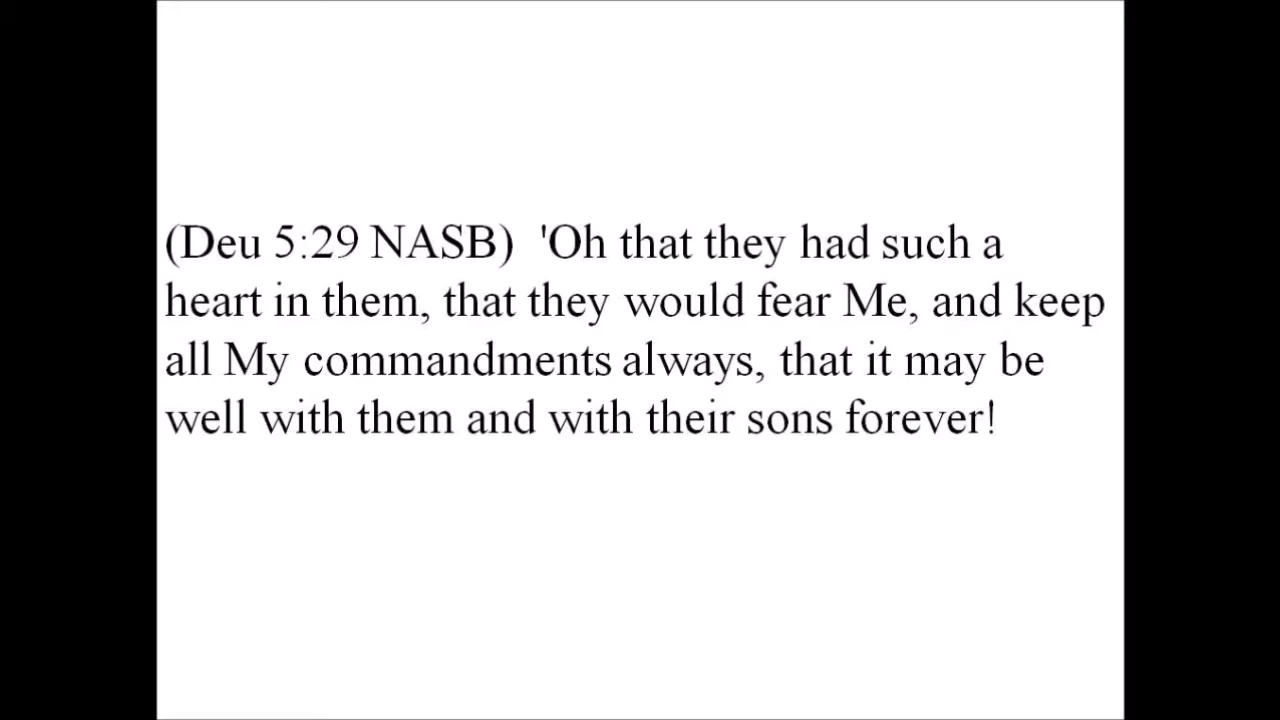 (Deu 5:29 NASB)  'Oh that they had such a
heart in them, that they would fear Me, and keep
all My commandments always, that it may be
well with them and with their sons forever!